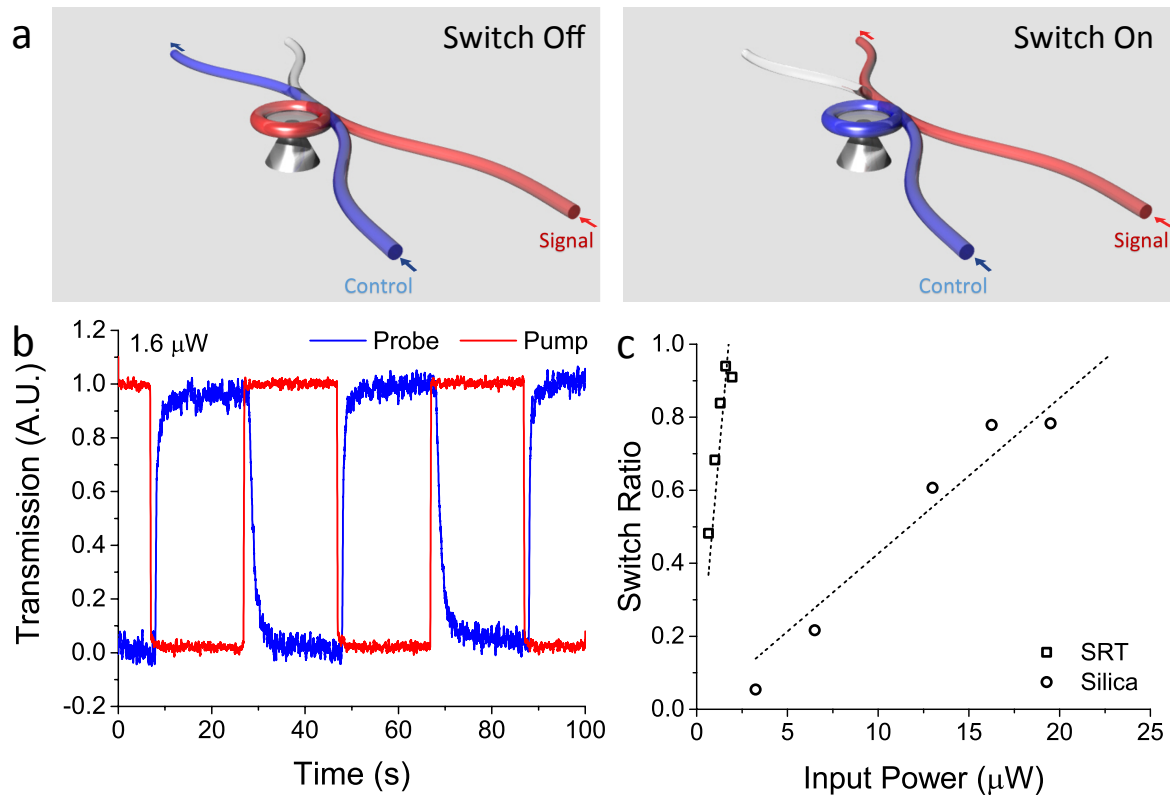 a
Switch Off
Signal
Control
Switch On
Signal
Control
b
1.6 μW
Probe
Pump
1.2
1.0
0.8
0.6
0.4
0.2
0.0
-0.2
Transmission (A.U.)
0
20
40
60
80
100
Time (s)
c
1.0
0.8
0.6
0.4
0.2
0.0
Switch Ratio
SRT
Silica
0
5
10
15
20
25
Input Power (μW)